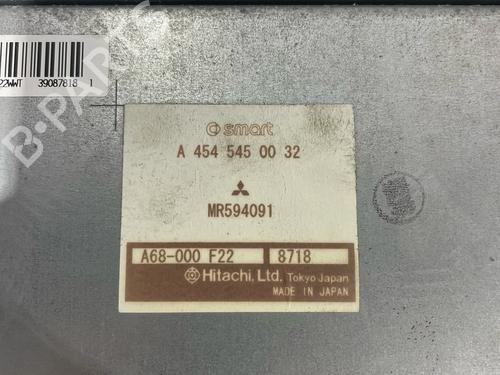 22WWT 39087818 1
smart
A 454 545 00 32
MR594091
A68-000 F22 8718
Hitachi, Ltd. Tokyo Japan
MADE IN JAPAN
B-PARTS